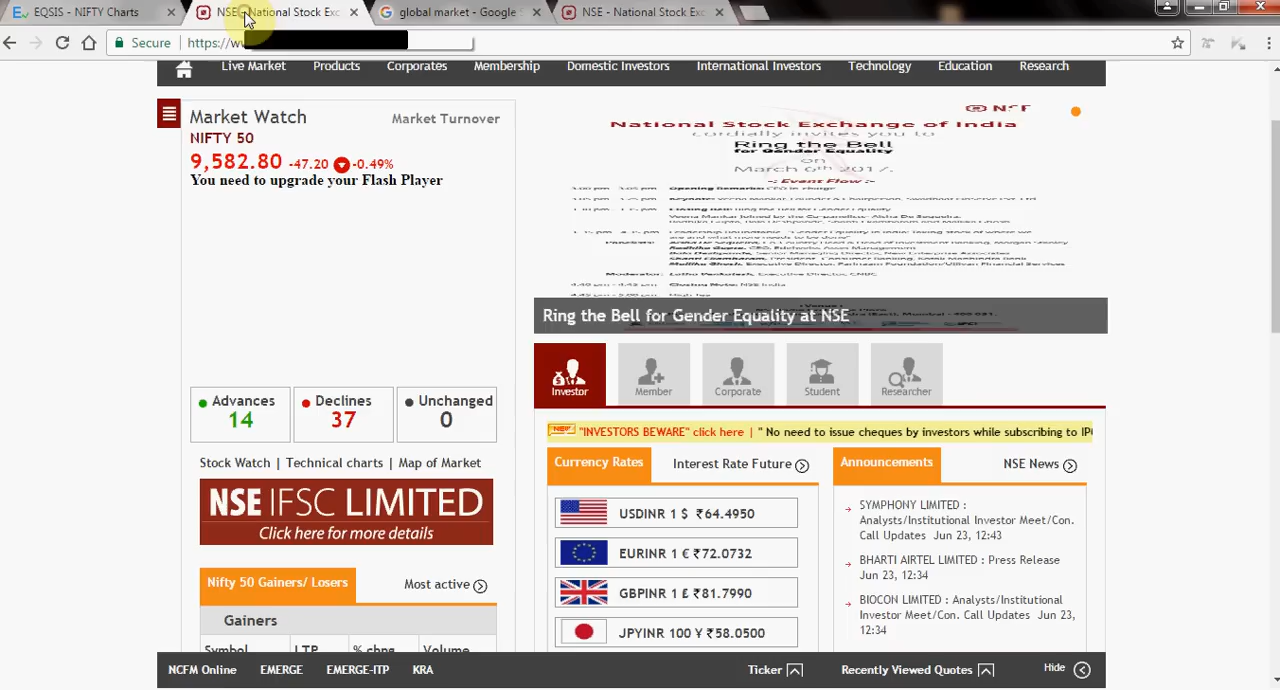 EQSIS - NIFTY Charts
NSE - National Stock Exc
global market - Google S
NSE - National Stock Exc
Secure
https://w
Live Market
Products
Corporates
Membership
Domestic Investors
International Investors
Technology
Education
Research
Market Watch
Market Turnover
NIFTY 50
9,582.80 -47.20 -0.49%
You need to upgrade your Flash Player
National Stock Exchange of India
cordially invites you to
Ring the Bell
for Gender Equality
on
March 6th 2017.
-: Event Flow :-
Ring the Bell for Gender Equality at NSE
Investor
Member
Corporate
Student
Researcher
Advances
14
Declines
37
Unchanged
0
NEW "INVESTORS BEWARE" click here | " No need to issue cheques by investors while subscribing to IP
Stock Watch | Technical charts | Map of Market
Currency Rates
Interest Rate Future
Announcements
NSE News
NSE IFSC LIMITED
Click here for more details
USDINR 1 $ ₹64.4950
EURINR 1 € ₹72.0732
GBPINR 1 £ ₹81.7990
JPYINR 100 ¥ ₹58.0500
SYMPHONY LIMITED :
Analysts/Institutional Investor Meet/Con.
Call Updates Jun 23, 12:43
BHARTI AIRTEL LIMITED : Press Release
Jun 23, 12:34
BIOCON LIMITED : Analysts/Institutional
Investor Meet/Con. Call Updates Jun 23,
12:34
Nifty 50 Gainers/ Losers
Most active
Gainers
Symbol
LTP
% chng
Volume
NCFM Online
EMERGE
EMERGE-ITP
KRA
Ticker
Recently Viewed Quotes
Hide